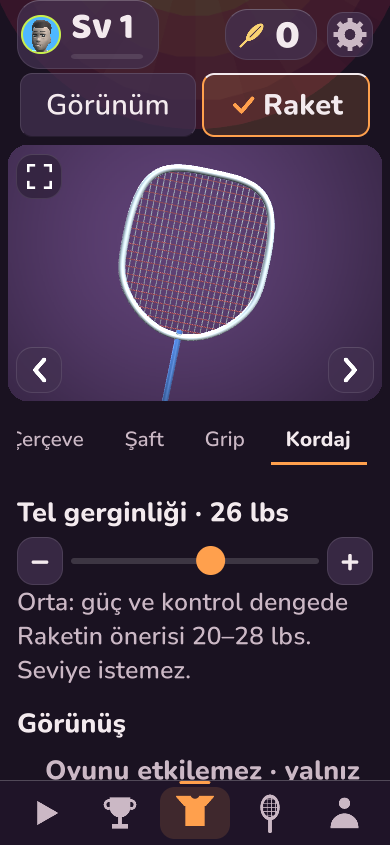 Sv 1
0
Görünüm
Raket
Çerçeve
Şaft
Grip
Kordaj
Tel gerginliği · 26 lbs
Orta: güç ve kontrol dengede
Raketin önerisi 20–28 lbs.
Seviye istemez.
Görünüş
Oyunu etkilemez · yalnız